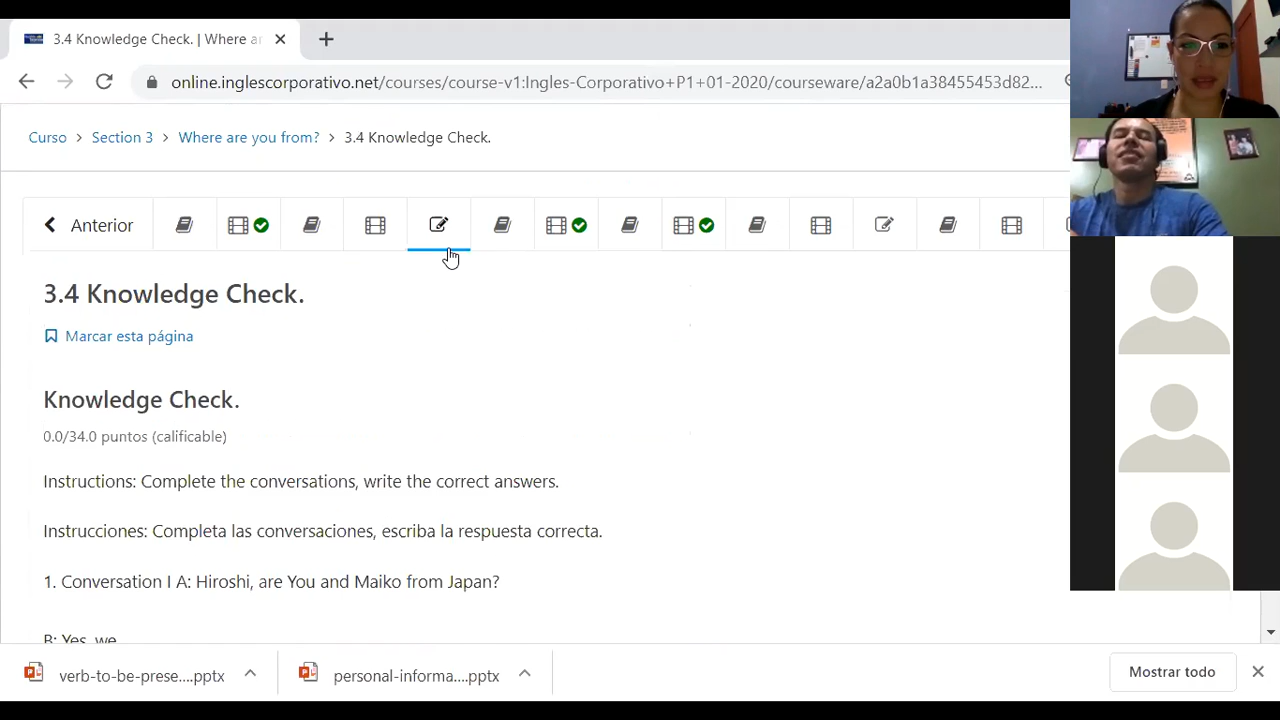 3.4 Knowledge Check. | Where a
online.inglescorporativo.net/courses/course-v1:Ingles-Corporativo+P1+01-2020/courseware/a2a0b1a38455453d82...
Curso > Section 3 > Where are you from? > 3.4 Knowledge Check.
Anterior
3.4 Knowledge Check.
Marcar esta página
Knowledge Check.
0.0/34.0 puntos (calificable)
Instructions: Complete the conversations, write the correct answers.
Instrucciones: Completa las conversaciones, escriba la respuesta correcta.
1. Conversation I A: Hiroshi, are You and Maiko from Japan?
B: Yes, we
verb-to-be-prese....pptx
personal-informa....pptx
Mostrar todo